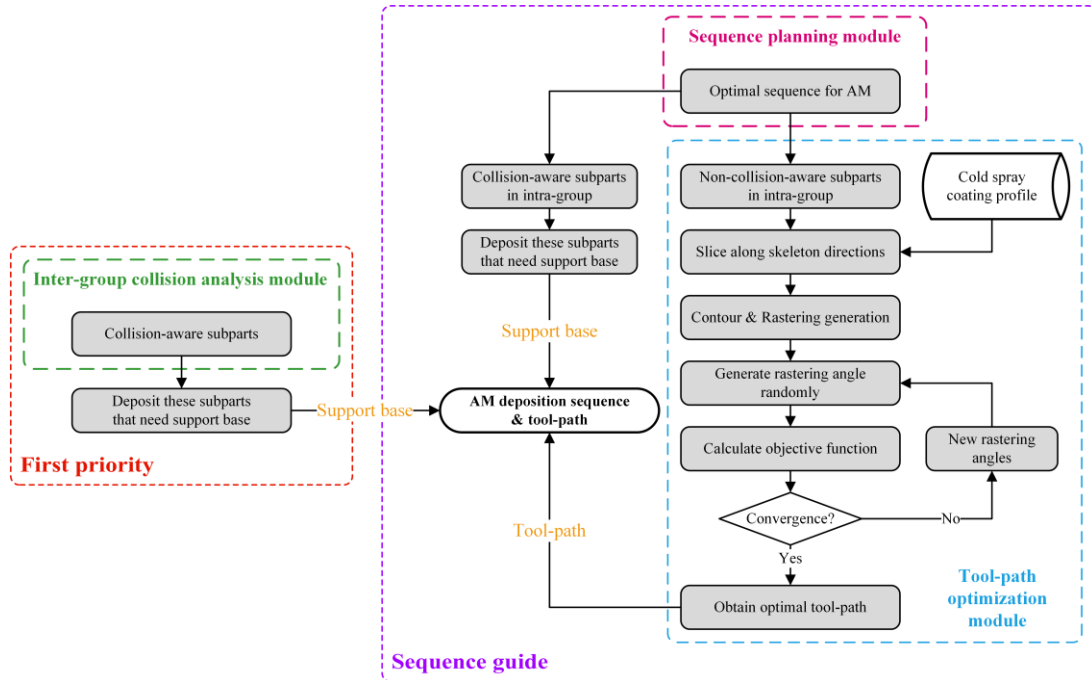 Sequence planning module
Optimal sequence for AM
Collision-aware subparts
in intra-group
Deposit these subparts
that need support base
Support base
Non-collision-aware subparts
in intra-group
Cold spray
coating profile
Slice along skeleton directions
Contour & Rastering generation
Generate rastering angle
randomly
Calculate objective function
New rastering
angles
Convergence?
No
Yes
Obtain optimal tool-path
Tool-path
optimization
module
Inter-group collision analysis module
Collision-aware subparts
Deposit these subparts
that need support base
Support base
First priority
AM deposition sequence
& tool-path
Tool-path
Sequence guide